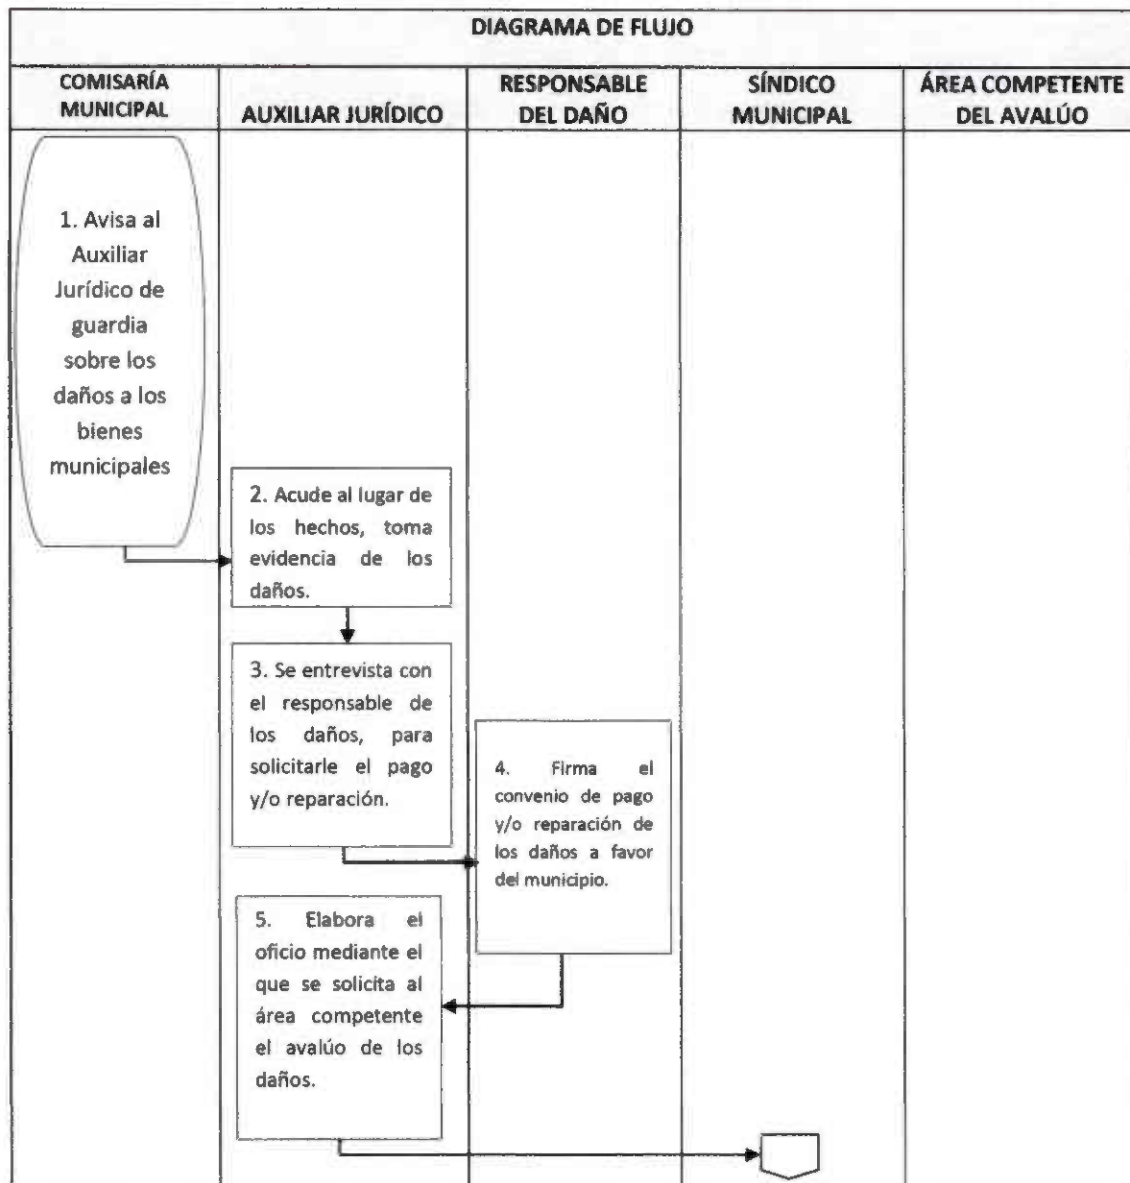 DIAGRAMA DE FLUJO
COMISARÍA
MUNICIPAL
AUXILIAR JURÍDICO
RESPONSABLE
DEL DAÑO
SÍNDICO
MUNICIPAL
ÁREA COMPETENTE
DEL AVALÚO
1. Avisa al
Auxiliar
Jurídico de
guardia
sobre los
daños a los
bienes
municipales
2. Acude al lugar de
los hechos, toma
evidencia de los
daños.
3. Se entrevista con
el responsable de
los daños, para
solicitarle el pago
y/o reparación.
4. Firma el
convenio de pago
y/o reparación de
los daños a favor
del municipio.
5. Elabora el
oficio mediante el
que se solicita al
área competente
el avalúo de los
daños.